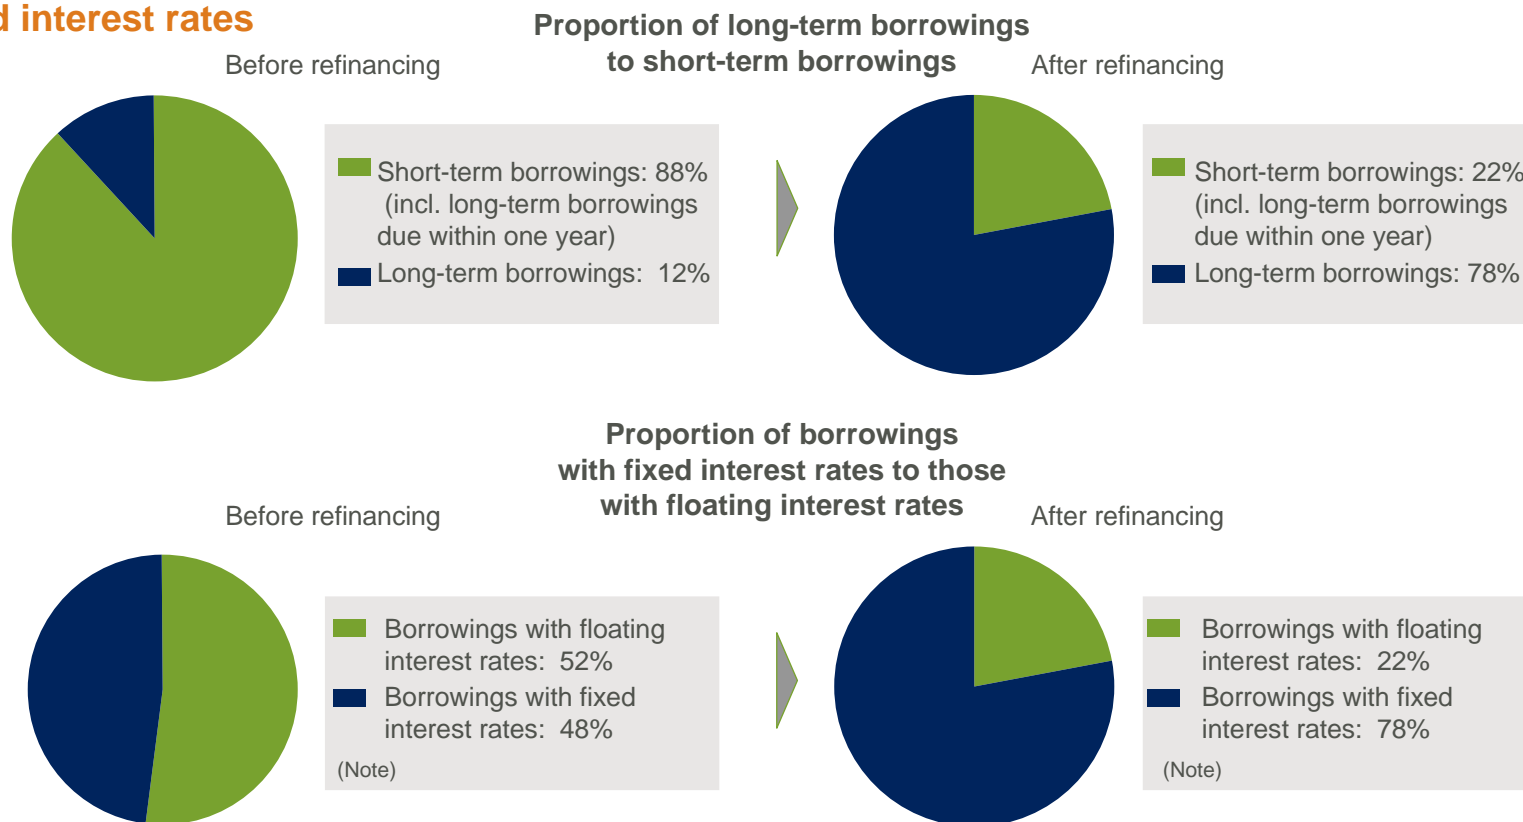 d interest rates
Proportion of long-term borrowings
to short-term borrowings
Before refinancing
After refinancing
Short-term borrowings: 88%
(incl. long-term borrowings
due within one year)
Long-term borrowings: 12%
Short-term borrowings: 22%
(incl. long-term borrowings
due within one year)
Long-term borrowings: 78%
Proportion of borrowings
with fixed interest rates to those
with floating interest rates
Before refinancing
After refinancing
Borrowings with floating
interest rates: 52%
Borrowings with fixed
interest rates: 48%
(Note)
Borrowings with floating
interest rates: 22%
Borrowings with fixed
interest rates: 78%
(Note)